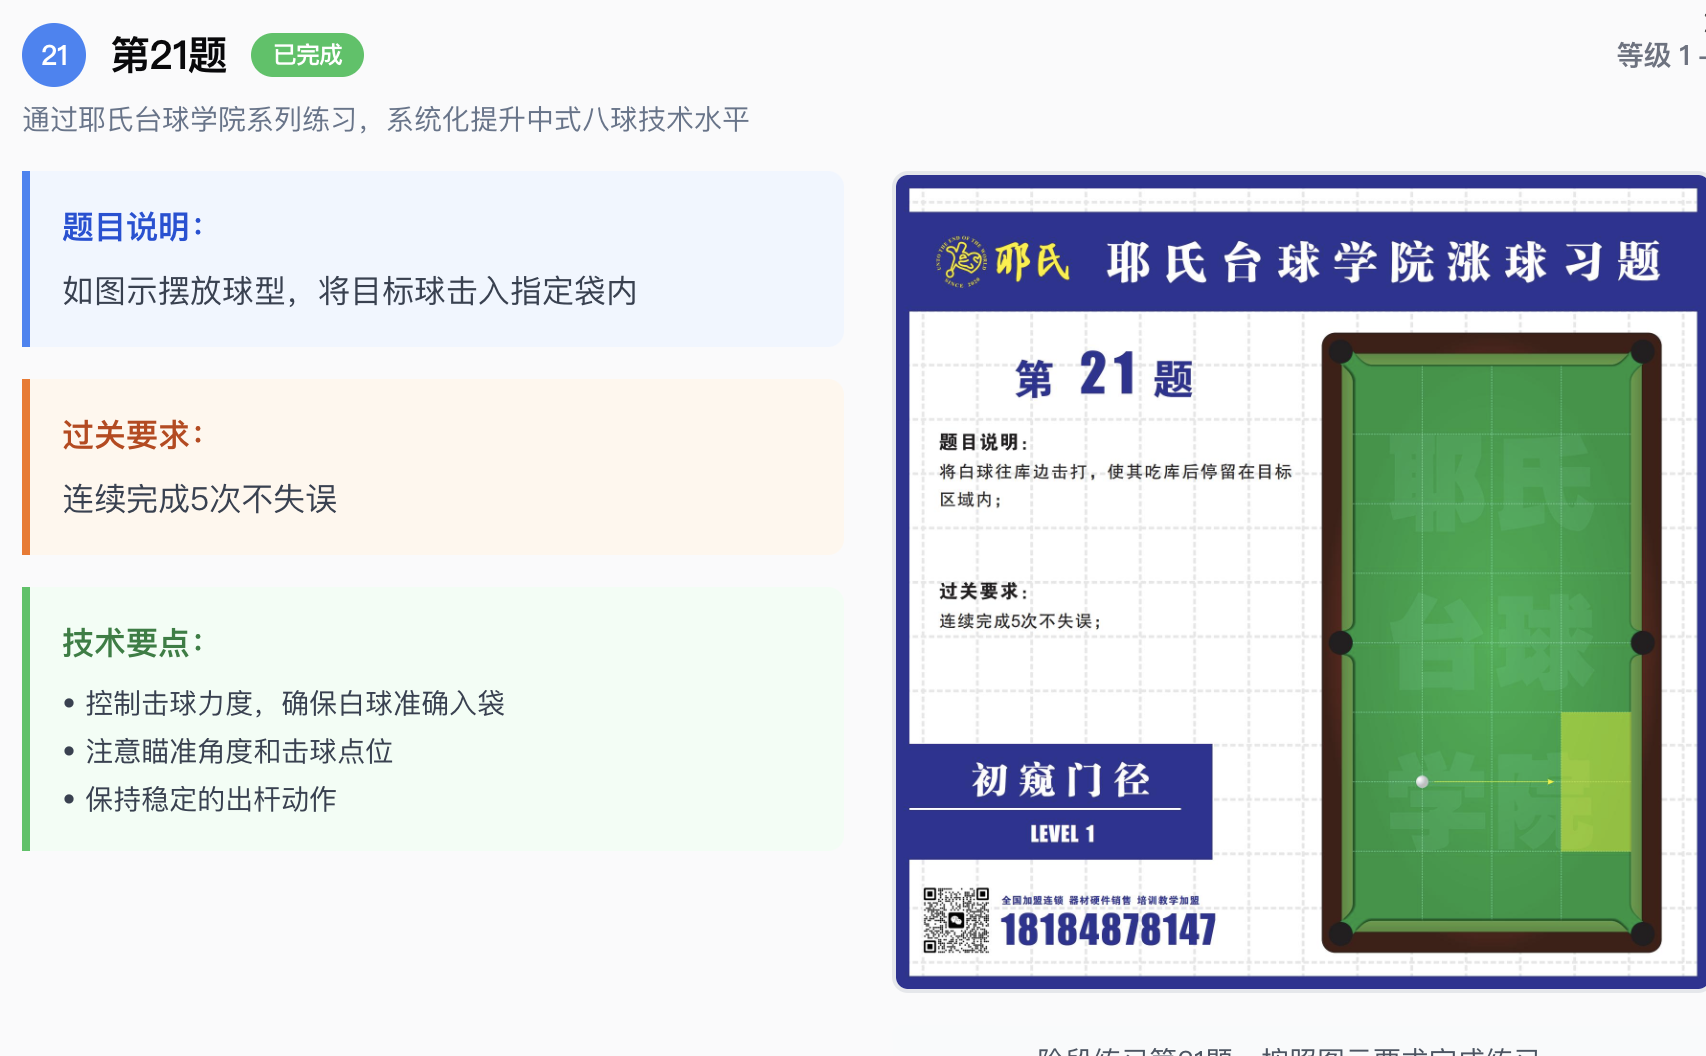 21 第21题 已完成
等级 1 -
通过耶氏台球学院系列练习，系统化提升中式八球技术水平
题目说明：
如图示摆放球型，将目标球击入指定袋内
过关要求：
连续完成5次不失误
技术要点：
• 控制击球力度，确保白球准确入袋
• 注意瞄准角度和击球点位
• 保持稳定的出杆动作
INTO THE END OF THE WORLD
SINCE 2020
耶氏 耶氏台球学院涨球习题
第 21 题
题目说明：
将白球往库边击打，使其吃库后停留在目标
区域内；
过关要求：
连续完成5次不失误；
耶氏
台球
学院
初窥门径
LEVEL 1
全国加盟连锁 器材硬件销售 培训教学加盟
18184878147
阶段练习第21题，按照图示要求完成练习